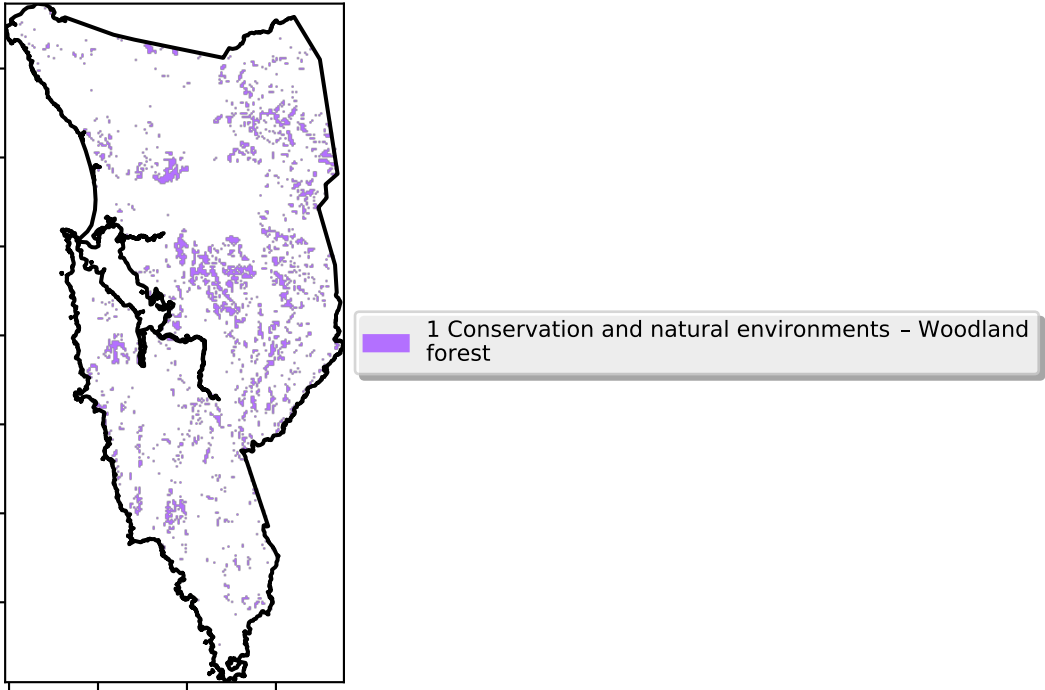 1 Conservation and natural environments – Woodland
forest